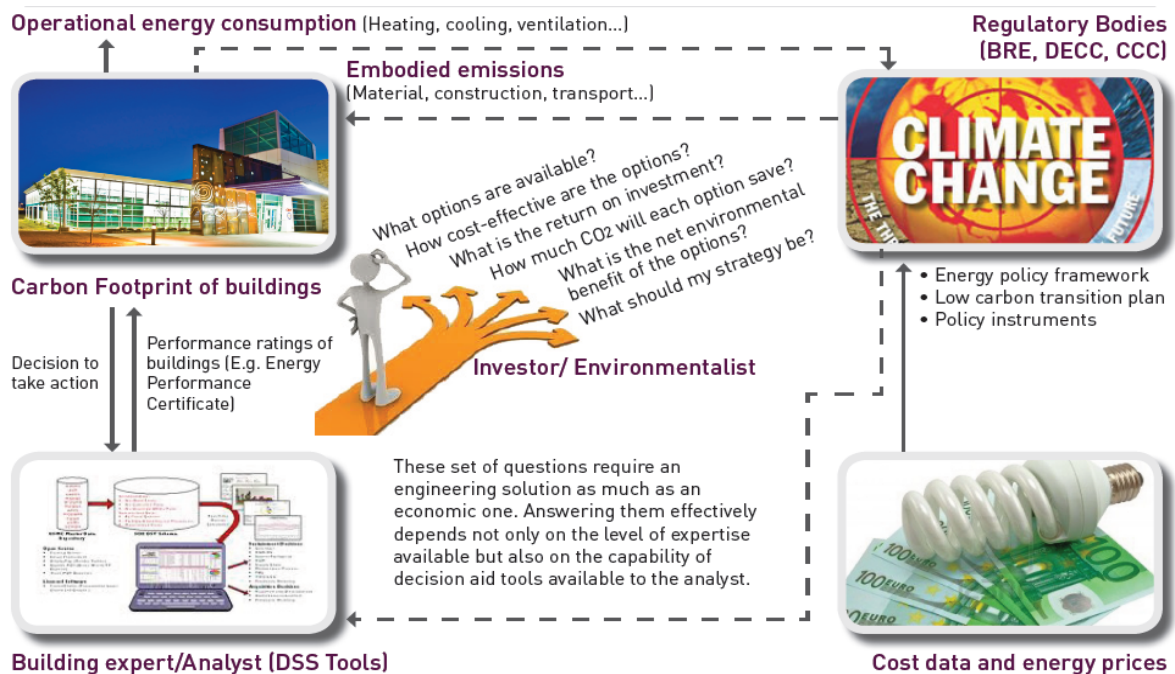 Operational energy consumption (Heating, cooling, ventilation...)
Regulatory Bodies
(BRE, DECC, CCC)
Embodied emissions
(Material, construction, transport...)
CLIMATE
CHANGE
FUTURE
What options are available?
How cost-effective are the options?
What is the return on investment?
How much CO2 will each option save?
What is the net environmental
benefit of the options?
What should my strategy be?
Carbon Footprint of buildings
• Energy policy framework
• Low carbon transition plan
• Policy instruments
Decision to
take action
Performance ratings of
buildings (E.g. Energy
Performance
Certificate)
Investor/ Environmentalist
These set of questions require an
engineering solution as much as an
economic one. Answering them effectively
depends not only on the level of expertise
available but also on the capability of
decision aid tools available to the analyst.
100
100 EURO
100 EURO
Building expert/Analyst (DSS Tools)
Cost data and energy prices